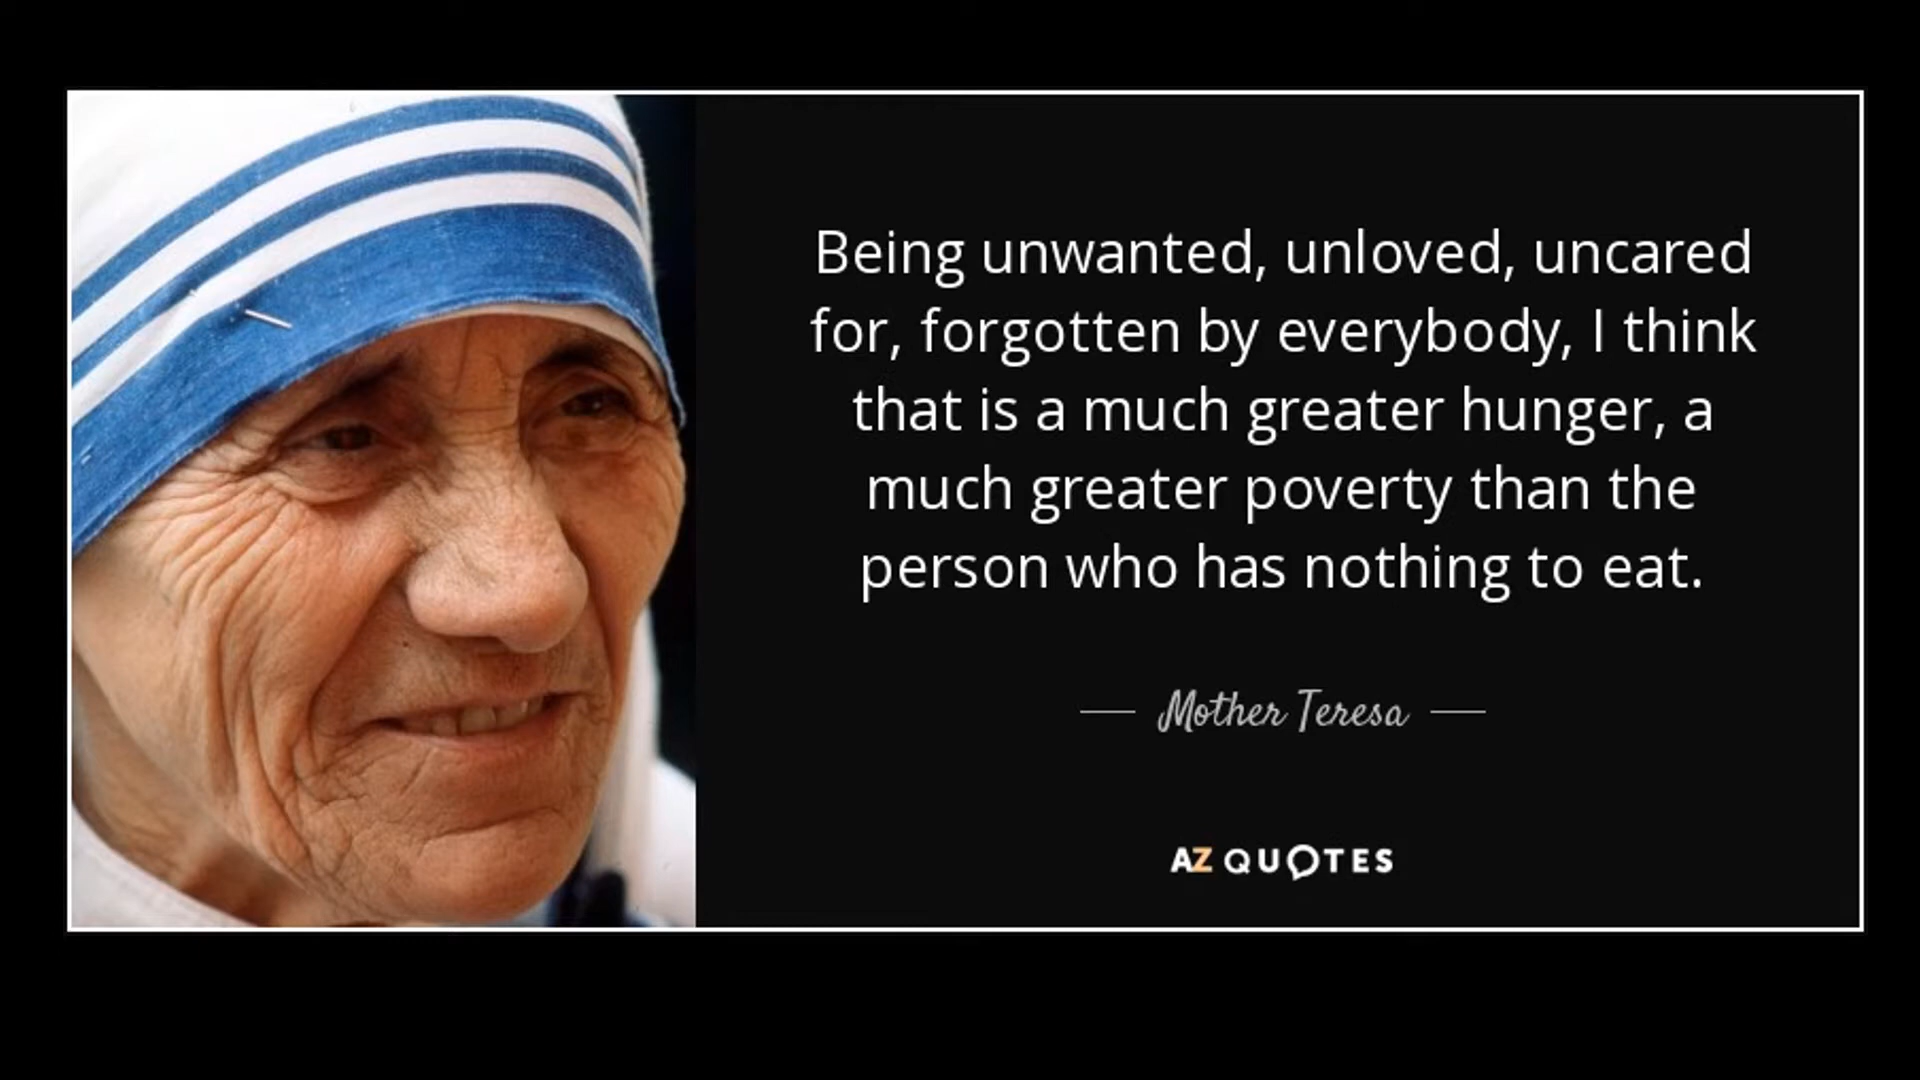 Being unwanted, unloved, uncared
for, forgotten by everybody, I think
that is a much greater hunger, a
much greater poverty than the
person who has nothing to eat.
Mother Teresa
AZ QUOTES